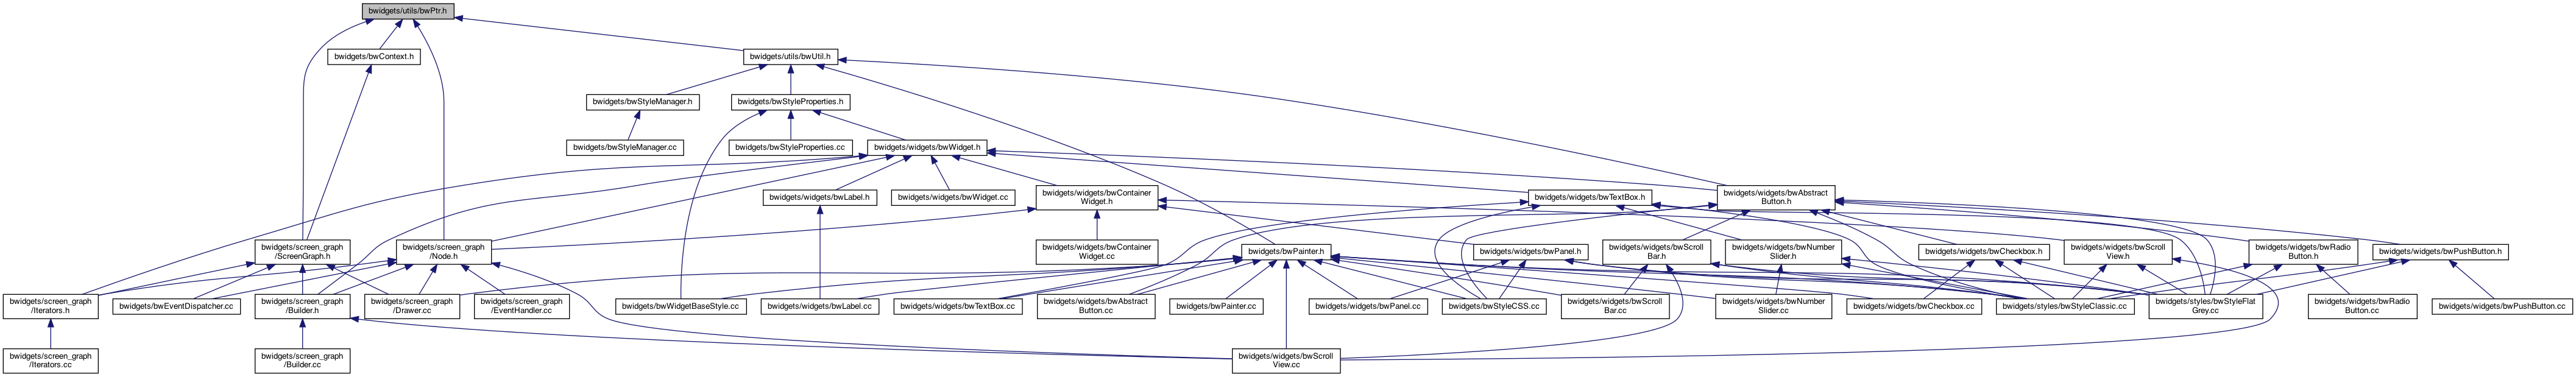 bwidgets/utils/bwPtr.h
bwidgets/bwContext.h
bwidgets/utils/bwUtil.h
bwidgets/bwStyleManager.h
bwidgets/bwStyleProperties.h
bwidgets/bwStyleManager.cc
bwidgets/bwStyleProperties.cc
bwidgets/widgets/bwWidget.h
bwidgets/widgets/bwLabel.h
bwidgets/widgets/bwWidget.cc
bwidgets/widgets/bwContainer
Widget.h
bwidgets/widgets/bwTextBox.h
bwidgets/widgets/bwAbstract
Button.h
bwidgets/screen_graph
/ScreenGraph.h
bwidgets/screen_graph
/Node.h
bwidgets/widgets/bwContainer
Widget.cc
bwidgets/bwPainter.h
bwidgets/widgets/bwPanel.h
bwidgets/widgets/bwScroll
Bar.h
bwidgets/widgets/bwNumber
Slider.h
bwidgets/widgets/bwCheckbox.h
bwidgets/widgets/bwScroll
View.h
bwidgets/widgets/bwRadio
Button.h
bwidgets/widgets/bwPushButton.h
bwidgets/screen_graph
/Iterators.h
bwidgets/bwEventDispatcher.cc
bwidgets/screen_graph
/Builder.h
bwidgets/screen_graph
/Drawer.cc
bwidgets/screen_graph
/EventHandler.cc
bwidgets/bwWidgetBaseStyle.cc
bwidgets/widgets/bwLabel.cc
bwidgets/widgets/bwTextBox.cc
bwidgets/widgets/bwAbstract
Button.cc
bwidgets/bwPainter.cc
bwidgets/widgets/bwPanel.cc
bwidgets/bwStyleCSS.cc
bwidgets/widgets/bwScroll
Bar.cc
bwidgets/widgets/bwNumber
Slider.cc
bwidgets/widgets/bwCheckbox.cc
bwidgets/styles/bwStyleClassic.cc
bwidgets/styles/bwStyleFlat
Grey.cc
bwidgets/widgets/bwRadio
Button.cc
bwidgets/widgets/bwPushButton.cc
bwidgets/screen_graph
/Iterators.cc
bwidgets/screen_graph
/Builder.cc
bwidgets/widgets/bwScroll
View.cc